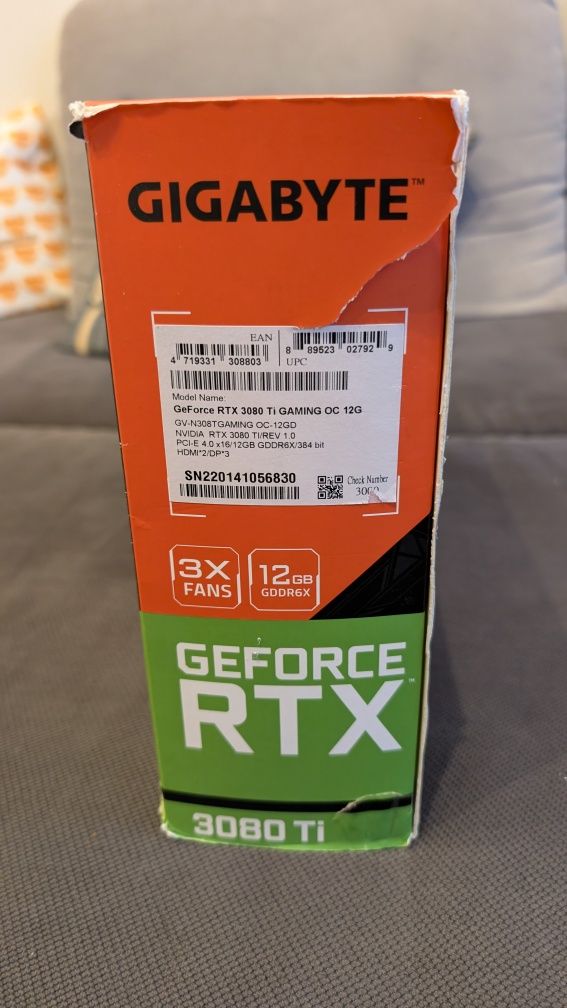 GIGABYTE™
EAN
4 719331 308803
8 89523 02792 9
UPC
Model Name:
GeForce RTX 3080 Ti GAMING OC 12G
GV-N308TGAMING OC-12GD
NVIDIA RTX 3080 TI/REV 1.0
PCI-E 4.0 x16/12GB GDDR6X/384 bit
HDMI*2/DP*3
SN220141056830
Check Number
3X
FANS
12GB
GDDR6X
GEFORCE
RTX™
3080 Ti